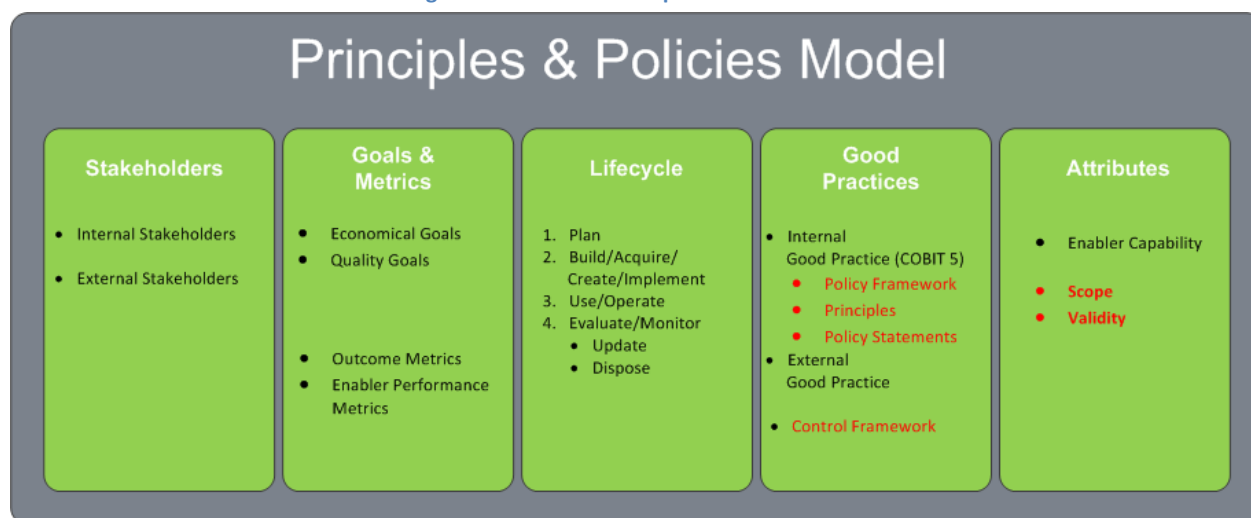 Principles & Policies Model
Stakeholders
• Internal Stakeholders
• External Stakeholders
Goals &
Metrics
• Economical Goals
• Quality Goals
• Outcome Metrics
• Enabler Performance
Metrics
Lifecycle
1. Plan
2. Build/Acquire/
Create/Implement
3. Use/Operate
4. Evaluate/Monitor
• Update
• Dispose
Good
Practices
• Internal
Good Practice (COBIT 5)
• Policy Framework
• Principles
• Policy Statements
• External
Good Practice
• Control Framework
Attributes
• Enabler Capability
• Scope
• Validity